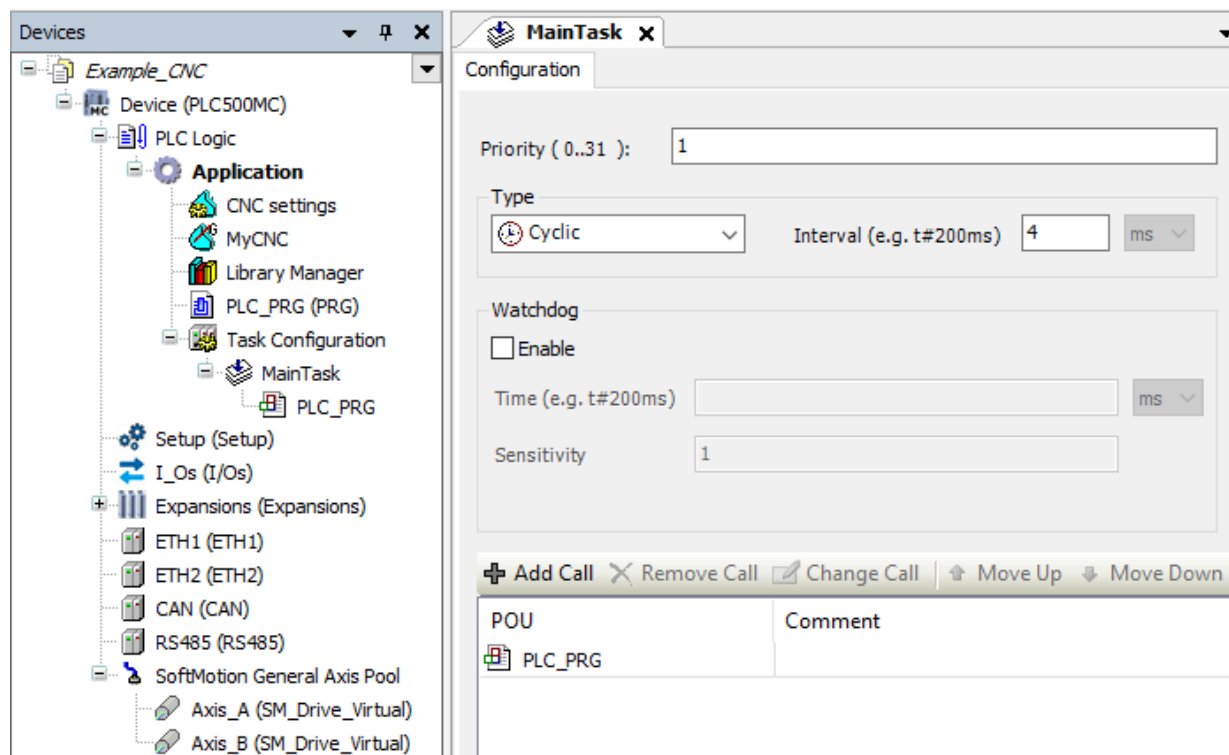 Devices
Example_CNC
Device (PLC500MC)
MC
PLC Logic
Application
CNC settings
MyCNC
Library Manager
PLC_PRG (PRG)
Task Configuration
MainTask
PLC_PRG
Setup (Setup)
I_Os (I/Os)
Expansions (Expansions)
ETH1 (ETH1)
ETH2 (ETH2)
CAN (CAN)
RS485 (RS485)
SoftMotion General Axis Pool
Axis_A (SM_Drive_Virtual)
Axis_B (SM_Drive_Virtual)
MainTask
Configuration
Priority ( 0..31 ): 1
Type
Cyclic Interval (e.g. t#200ms) 4 ms
Watchdog
Enable
Time (e.g. t#200ms) ms
Sensitivity 1
Add Call Remove Call Change Call Move Up Move Down
POU Comment
PLC_PRG